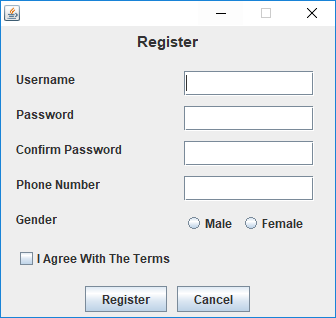 Register
Username
Password
Confirm Password
Phone Number
Gender Male Female
I Agree With The Terms
Register Cancel